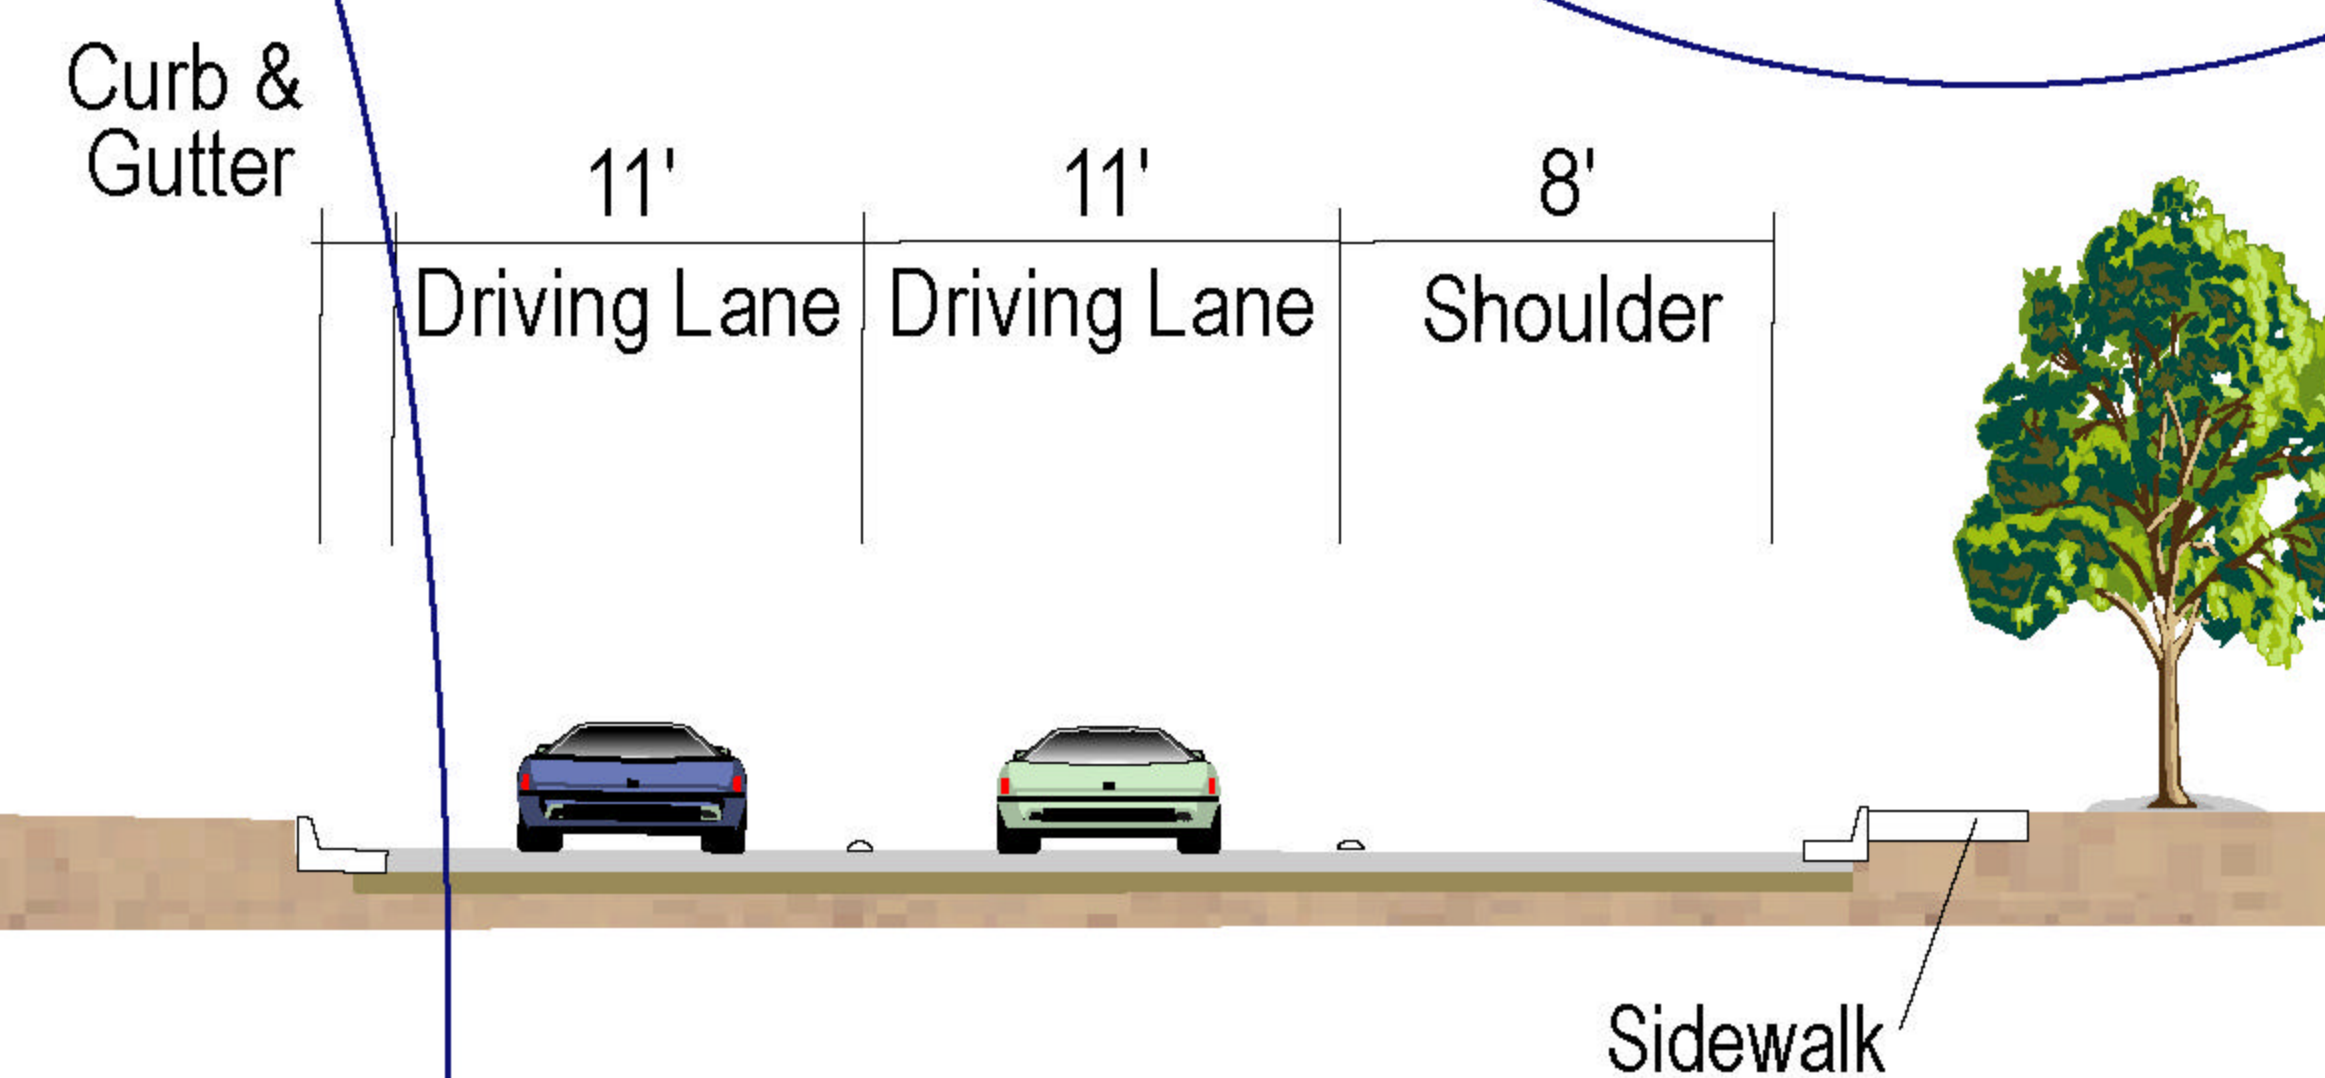 Curb &
Gutter
11' 11' 8'
Driving Lane Driving Lane Shoulder
Sidewalk